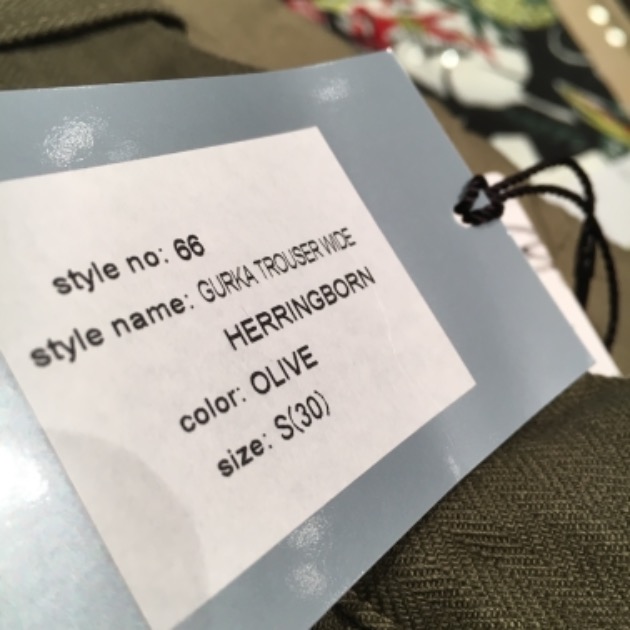 style no: 66
style name: GURKA TROUSER WIDE
HERRINGBORN
color: OLIVE
size: S(30)